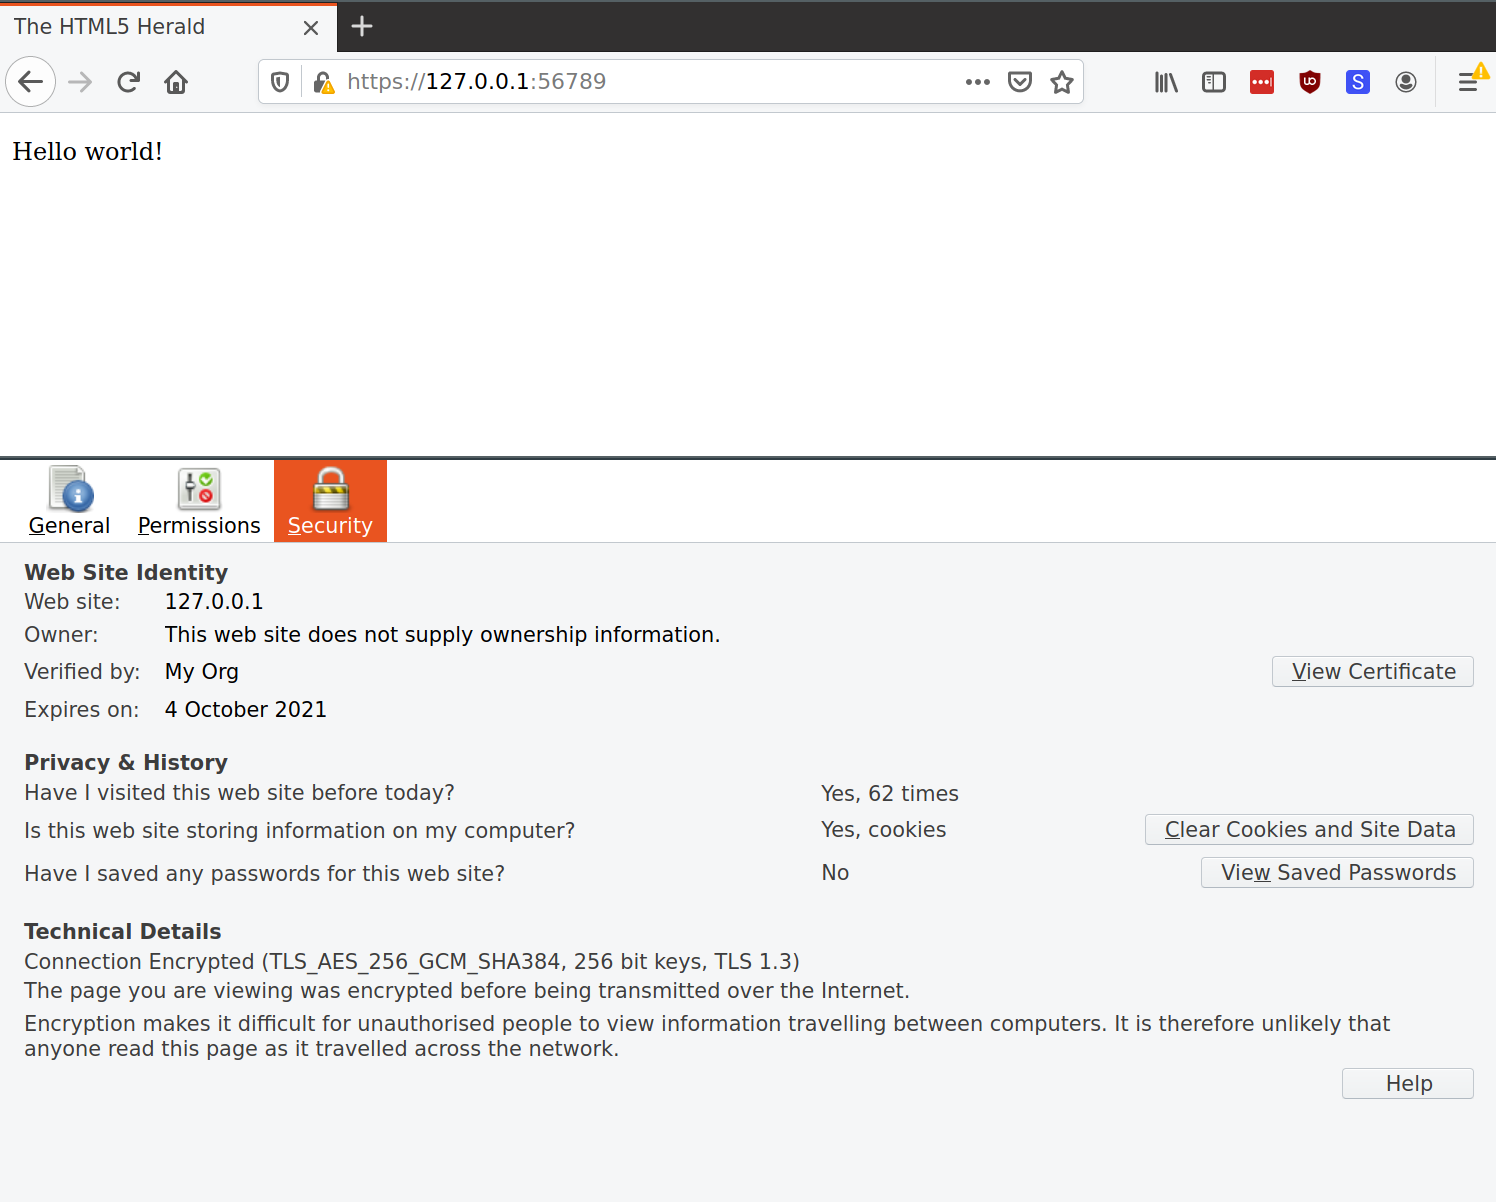 The HTML5 Herald
https://127.0.0.1:56789
S
Hello world!
General Permissions Security
Web Site Identity
Web site: 127.0.0.1
Owner: This web site does not supply ownership information.
Verified by: My Org View Certificate
Expires on: 4 October 2021
Privacy & History
Have I visited this web site before today? Yes, 62 times
Is this web site storing information on my computer? Yes, cookies Clear Cookies and Site Data
Have I saved any passwords for this web site? No View Saved Passwords
Technical Details
Connection Encrypted (TLS_AES_256_GCM_SHA384, 256 bit keys, TLS 1.3)
The page you are viewing was encrypted before being transmitted over the Internet.
Encryption makes it difficult for unauthorised people to view information travelling between computers. It is therefore unlikely that
anyone read this page as it travelled across the network.
Help